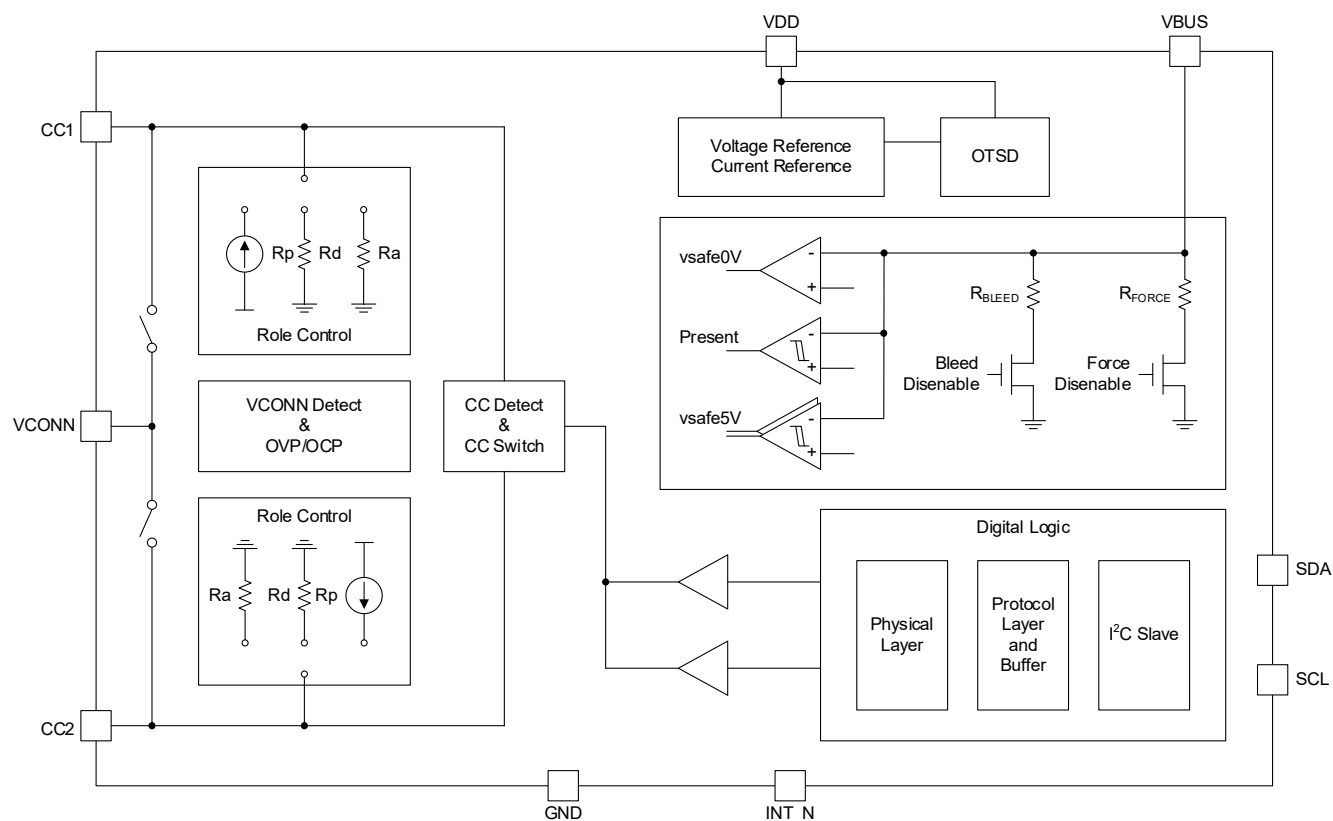 VDD
VBUS
CC1
Voltage Reference
Current Reference
OTSD
Rp
Rd
Ra
Role Control
vsafe0V
-
+
Present
-
+
vsafe5V
-
+
RBLEED
RFORCE
Bleed
Disenable
Force
Disenable
VCONN
VCONN Detect
&
OVP/OCP
CC Detect
&
CC Switch
Role Control
Ra
Rd
Rp
CC2
Digital Logic
Physical
Layer
Protocol
Layer
and
Buffer
I²C Slave
SDA
SCL
GND
INT_N